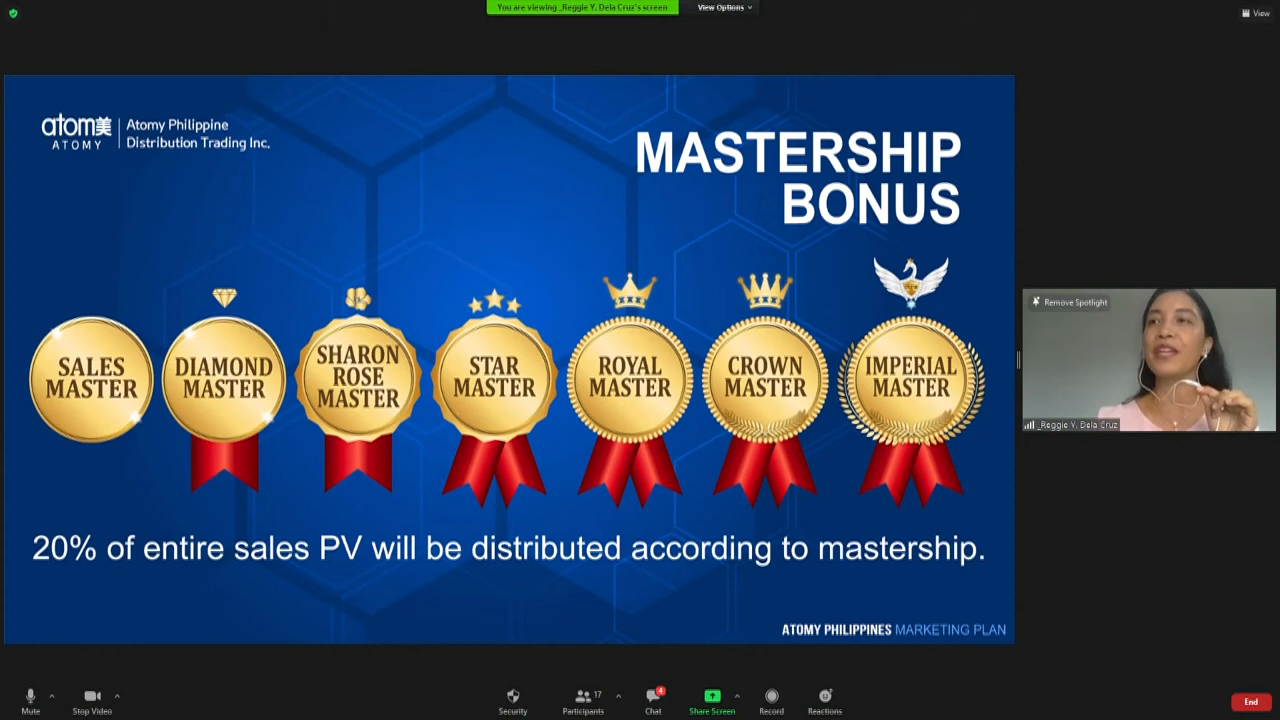 You are viewing _Reggie Y. Dela Cruz's screen
View Options
View
atom美
ATOMY
Atomy Philippine
Distribution Trading Inc.
MASTERSHIP
BONUS
SALES
MASTER
DIAMOND
MASTER
SHARON
ROSE
MASTER
STAR
MASTER
ROYAL
MASTER
CROWN
MASTER
IMPERIAL
MASTER
20% of entire sales PV will be distributed according to mastership.
ATOMY PHILIPPINES MARKETING PLAN
Remove Spotlight
_Reggie Y. Dela Cruz
Mute
Stop Video
Security
17
Participants
4
Chat
Share Screen
Record
Reactions
End